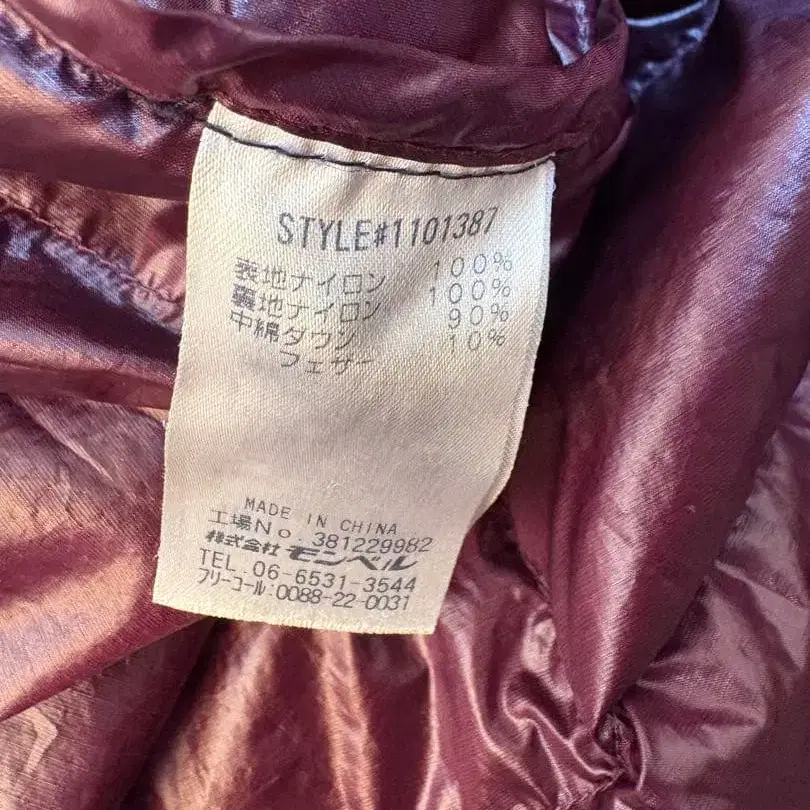 STYLE#1101387
表地ナイロン 100%
裏地ナイロン 100%
中綿ダウン 90%
フェザー 10%
MADE IN CHINA
工場No. 381229982
株式会社 モンベル
TEL. 06-6531-3544
フリーコール:0088-22-0031